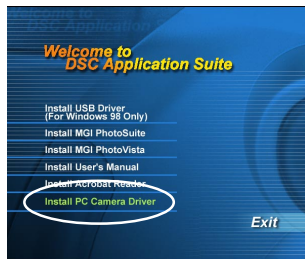 Welcome to
DSC Application Suite
Install USB Driver
(For Windows 98 Only)
Install MGI PhotoSuite
Install MGI PhotoVista
Install User's Manual
Install Acrobat Reader
Install PC Camera Driver
Exit